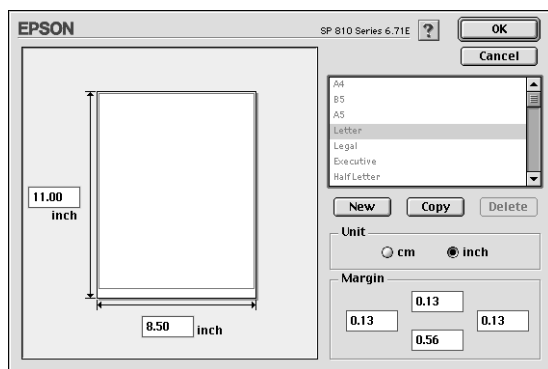 EPSON
SP 810 Series 6.71E
?
OK
Cancel
A4
B5
A5
Letter
Legal
Executive
HalfLetter
11.00
inch
8.50
inch
New
Copy
Delete
Unit
cm
inch
Margin
0.13
0.13
0.13
0.56